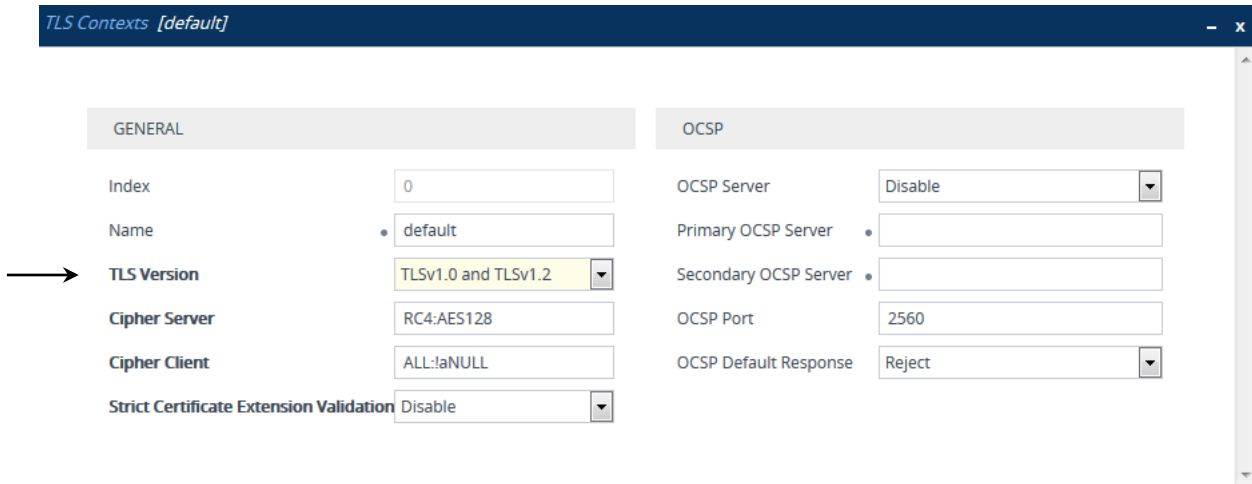 TLS Contexts [default]
– x
GENERAL
Index 0
Name default
TLS Version TLSv1.0 and TLSv1.2
Cipher Server RC4:AES128
Cipher Client ALL:!aNULL
Strict Certificate Extension Validation Disable
OCSP
OCSP Server Disable
Primary OCSP Server
Secondary OCSP Server
OCSP Port 2560
OCSP Default Response Reject